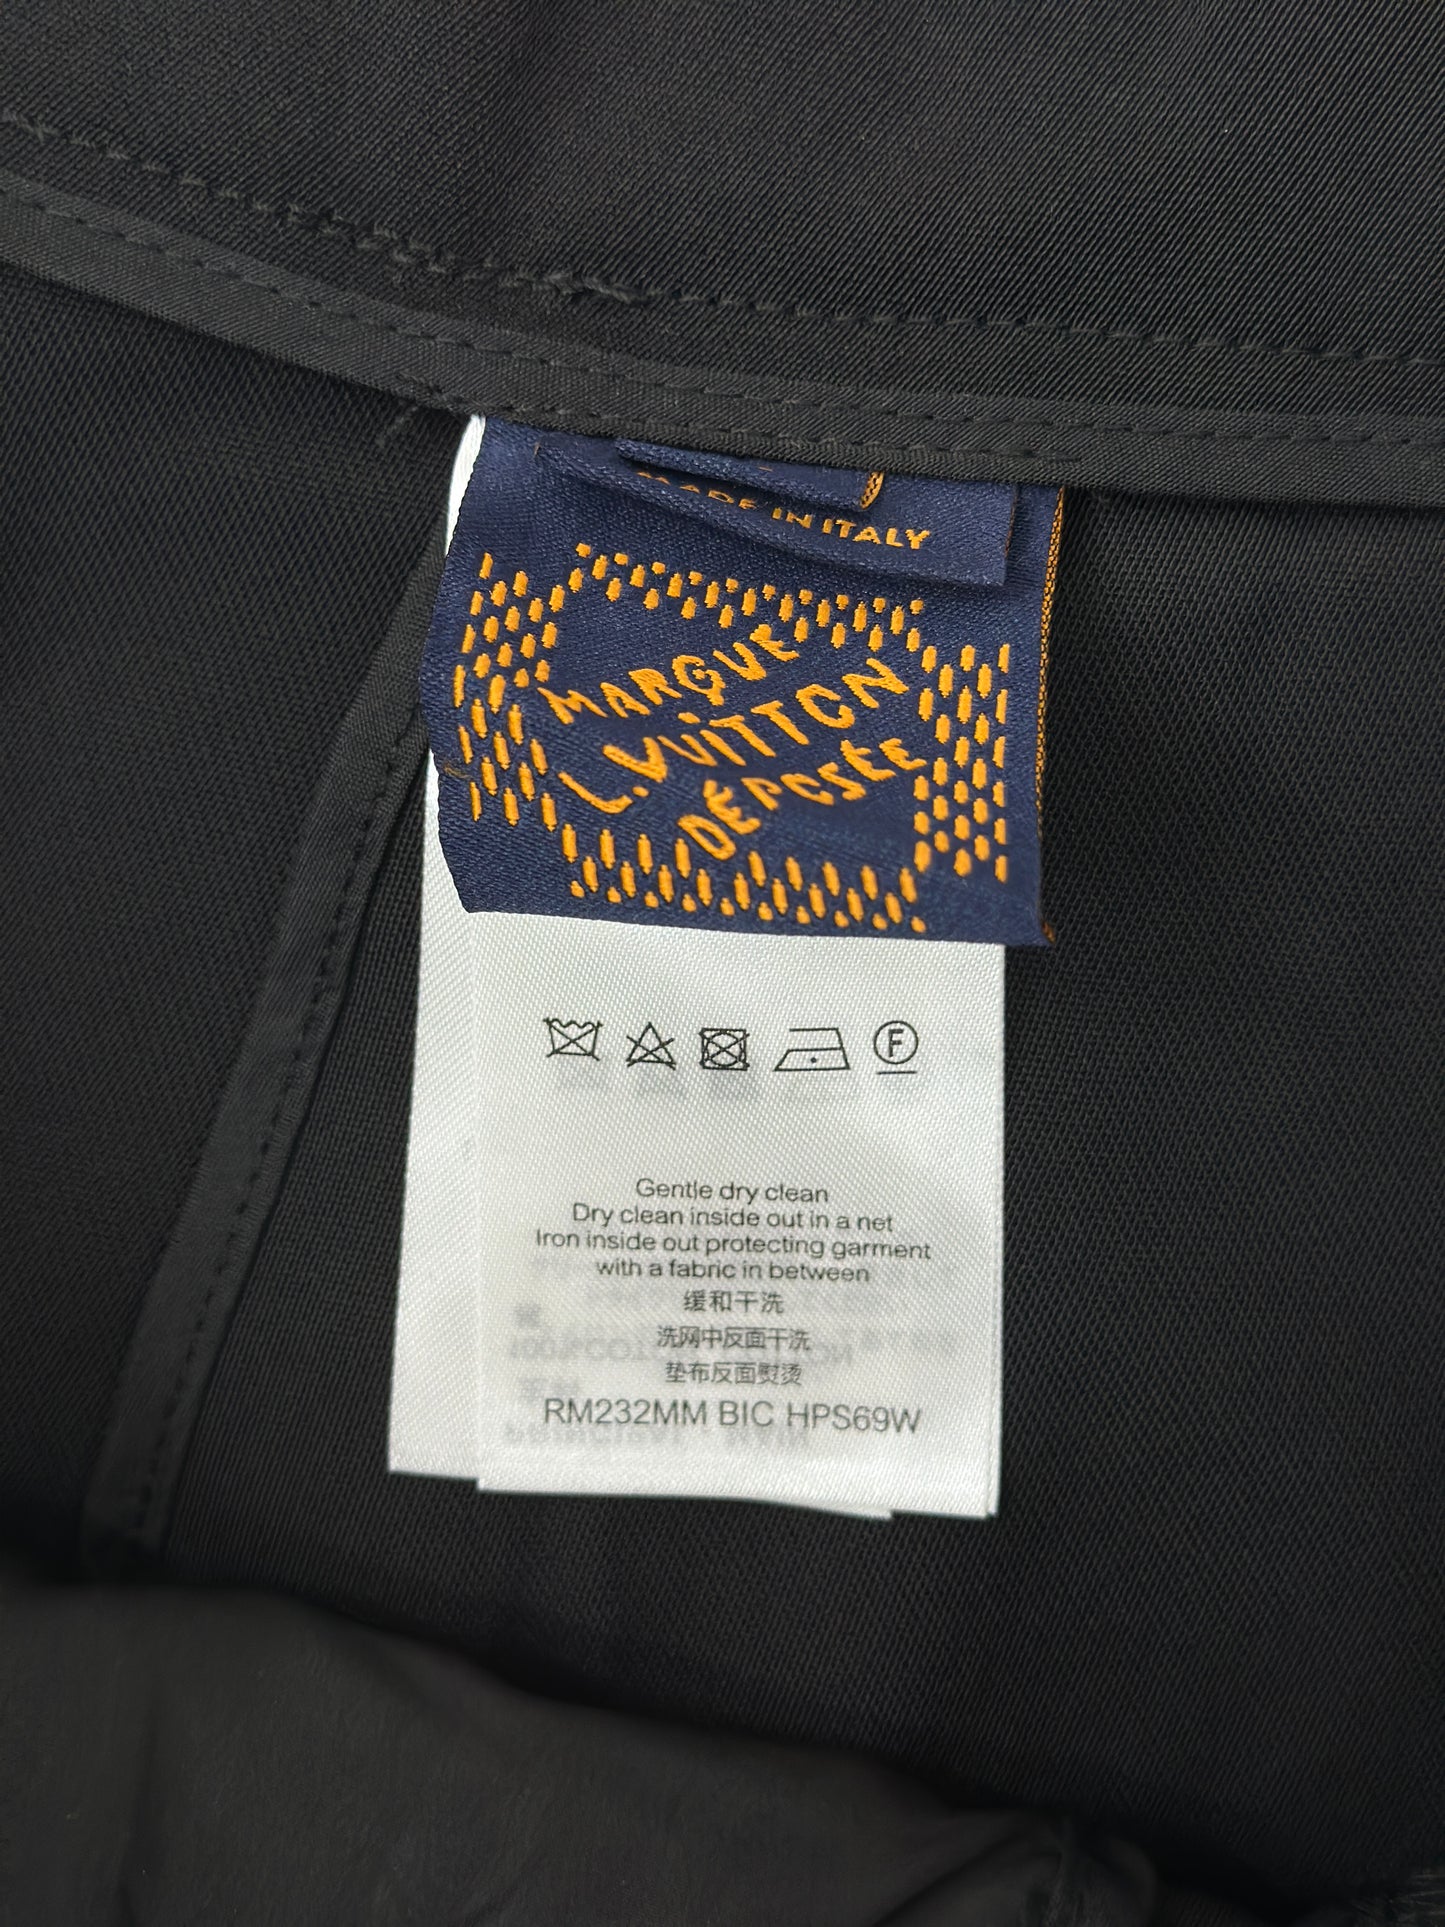 MADE IN ITALY
MARQUE
L.VUITTON
DÉPOSÉE
F
Gentle dry clean
Dry clean inside out in a net
Iron inside out protecting garment
with a fabric in between
缓和干洗
洗网中反面干洗
垫布反面熨烫
RM232MM BIC HPS69W